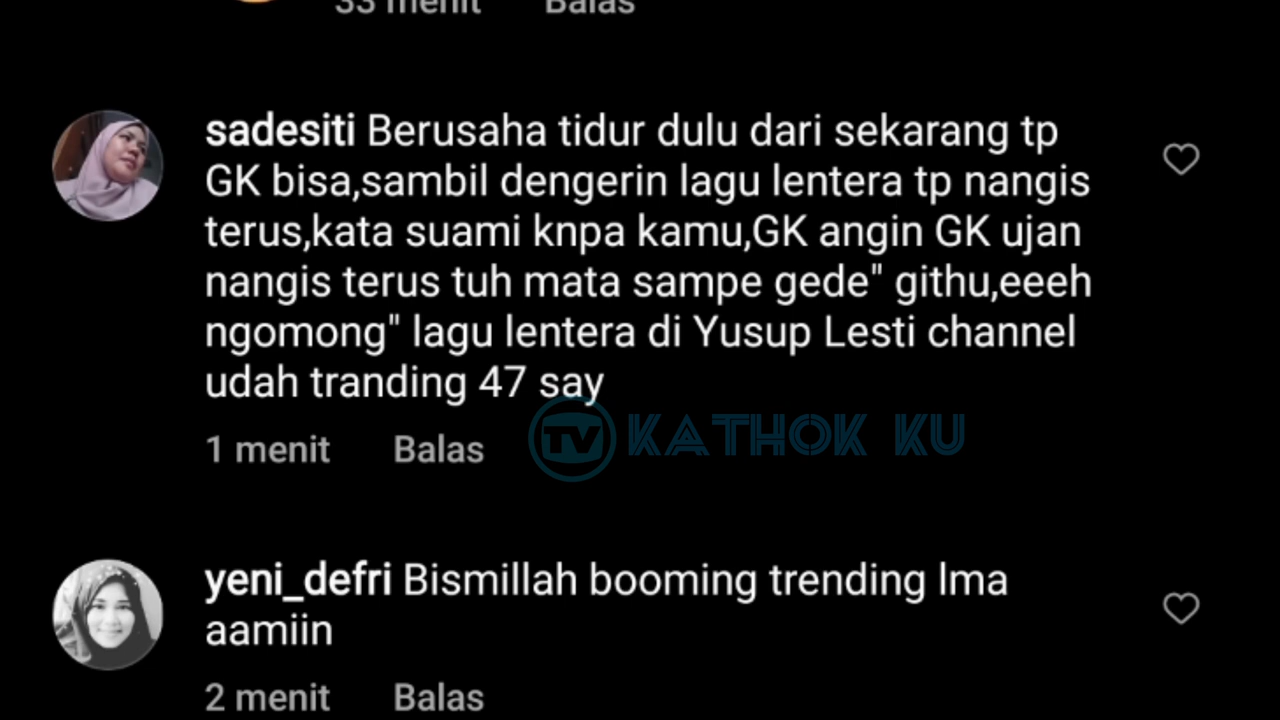 33 menit Balas
sadesiti Berusaha tidur dulu dari sekarang tp
GK bisa,sambil dengerin lagu lentera tp nangis
terus,kata suami knpa kamu,GK angin GK ujan
nangis terus tuh mata sampe gede" githu,eeeh
ngomong" lagu lentera di Yusup Lesti channel
udah tranding 47 say
1 menit Balas
TV KATHOK KU
yeni_defri Bismillah booming trending lma
aamiin
2 menit Balas